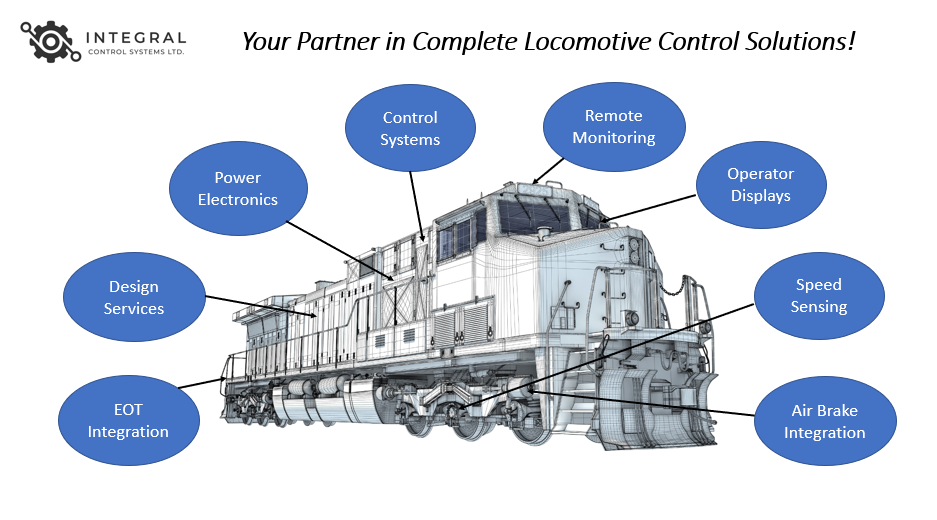 INTEGRAL
CONTROL SYSTEMS LTD.
Your Partner in Complete Locomotive Control Solutions!
Control
Systems
Remote
Monitoring
Power
Electronics
Operator
Displays
Design
Services
Speed
Sensing
EOT
Integration
Air Brake
Integration